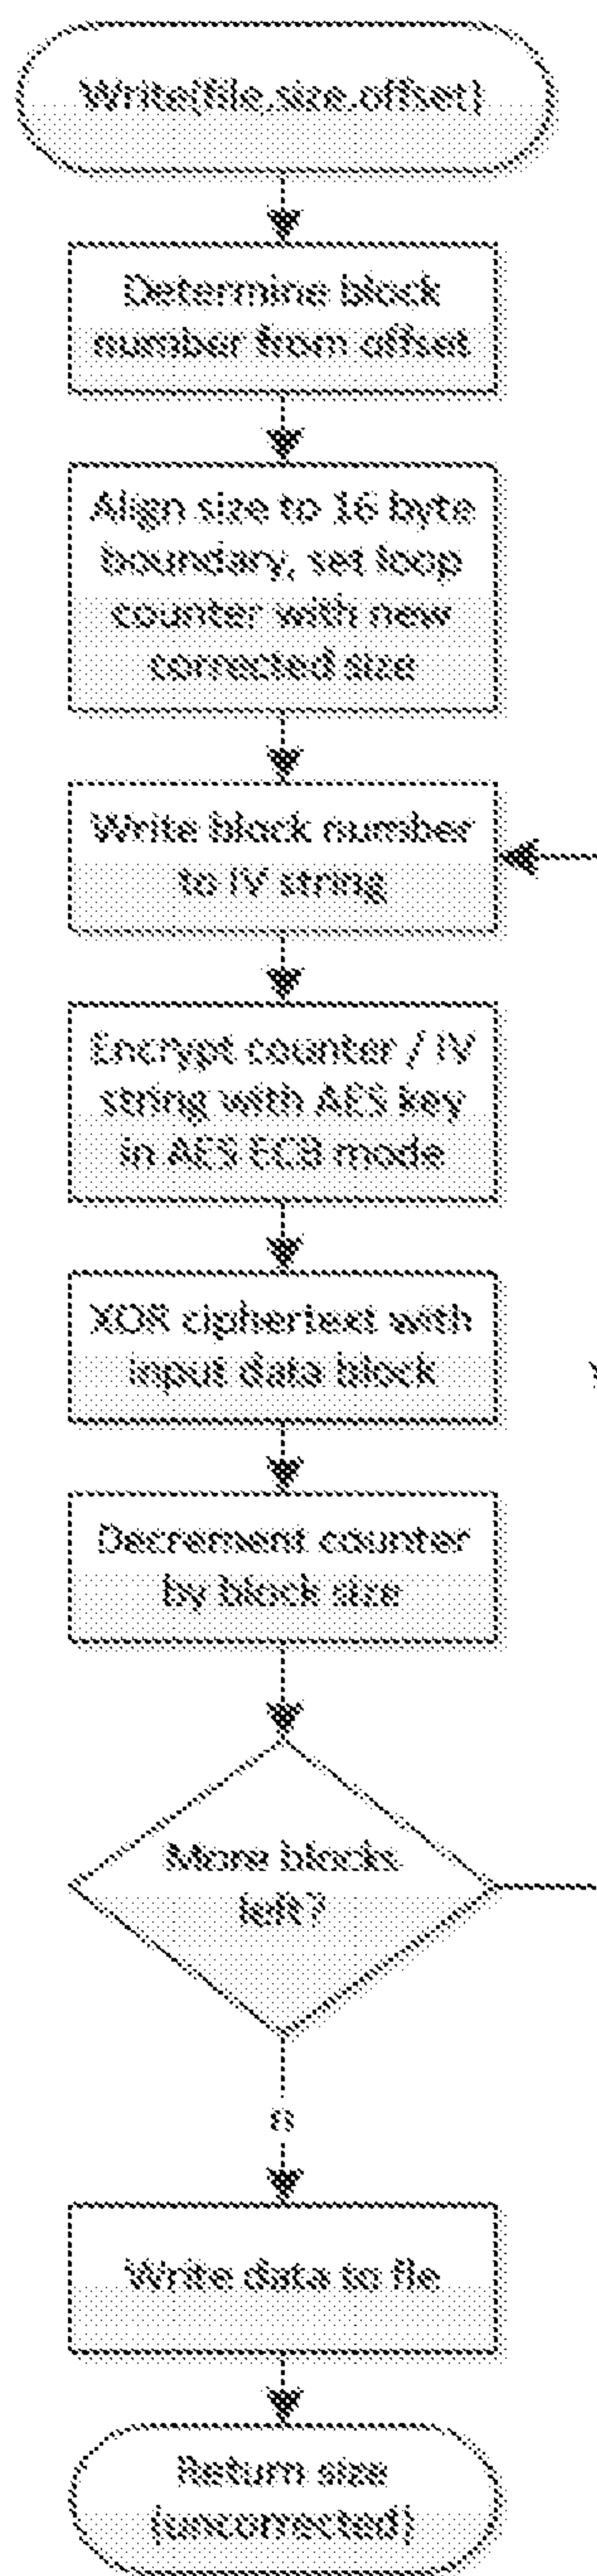 Write(file,size,offset)
Determine block
number from offset
Align size to 16 byte
boundary, set loop
counter with new
corrected size
Write block number
to IV string
Encrypt counter / IV
string with AES key
in AES ECB mode
XOR ciphertext with
input data block
Decrement counter
by block size
More blocks
left?
n
Write data to file
Return size
(uncorrected)